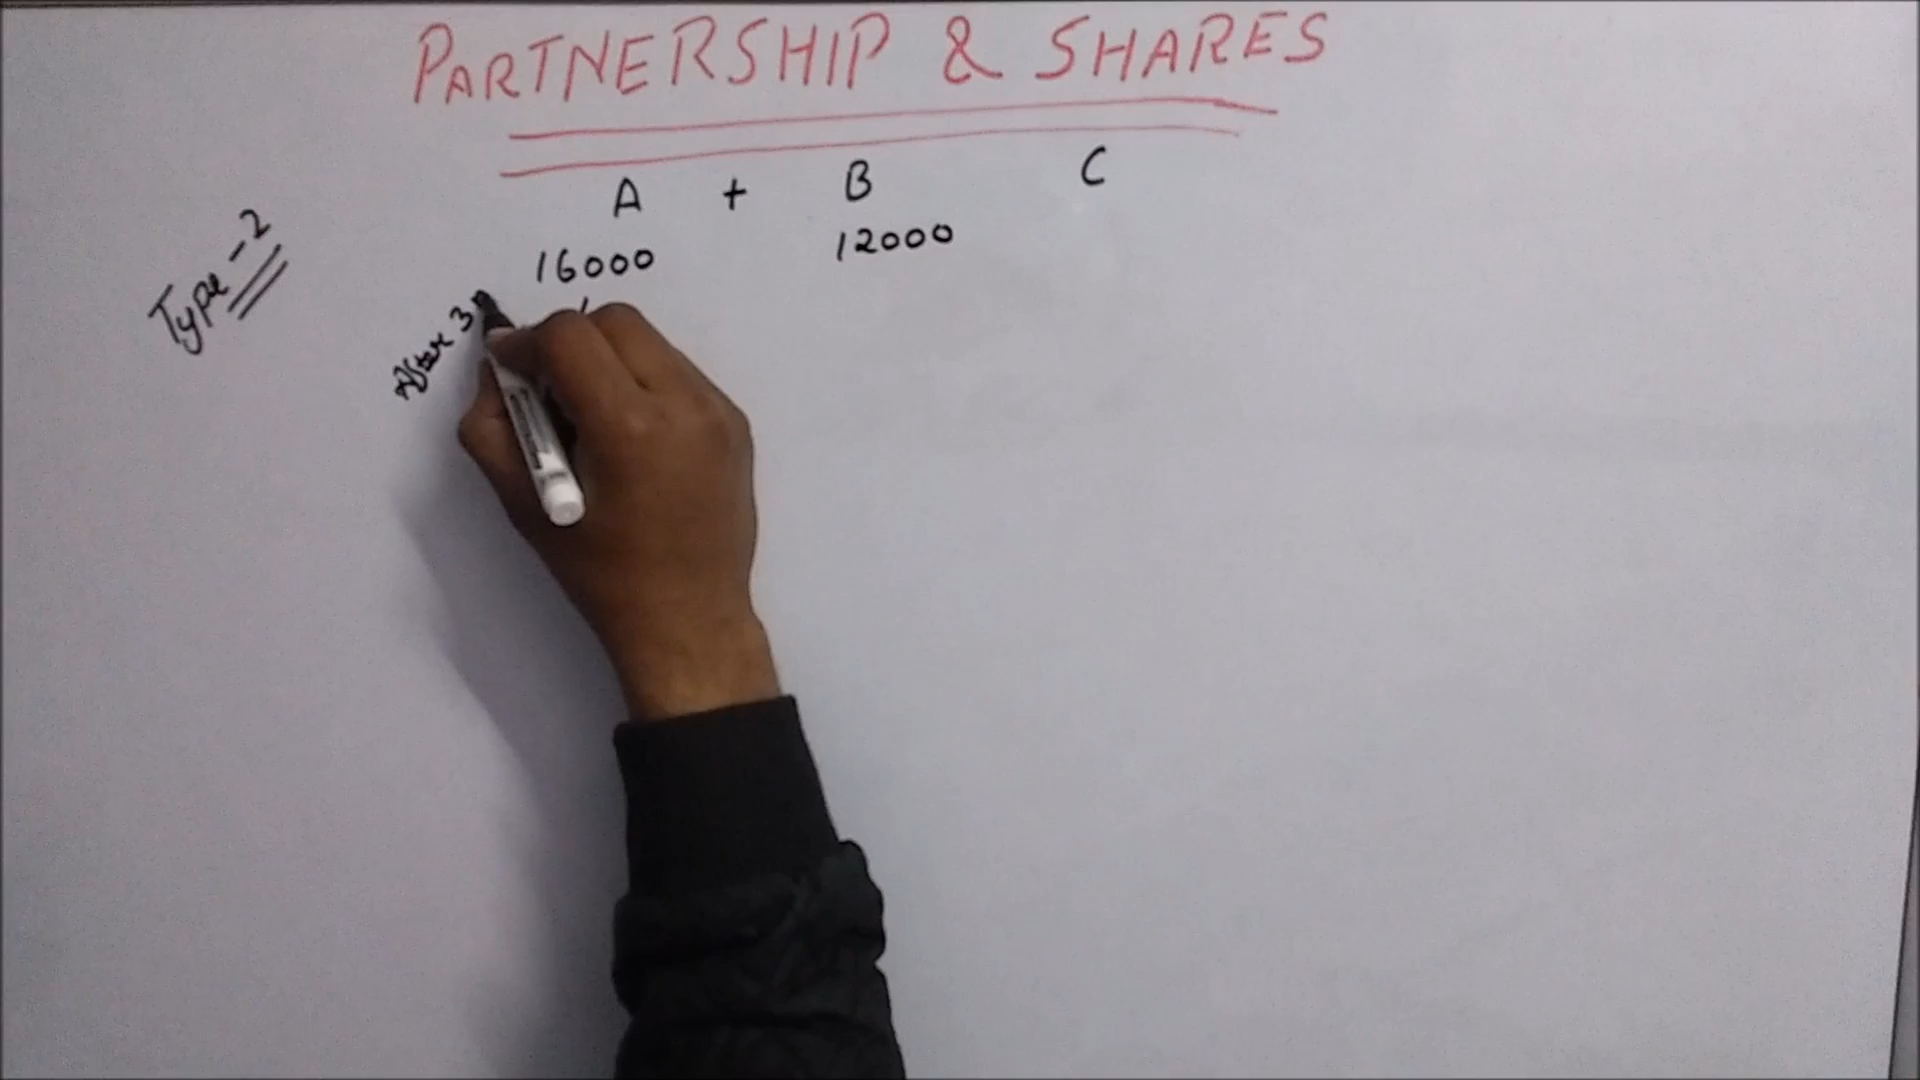 PARTNERSHIP & SHARES
A + B C
Type-2
16000 12000
After 3